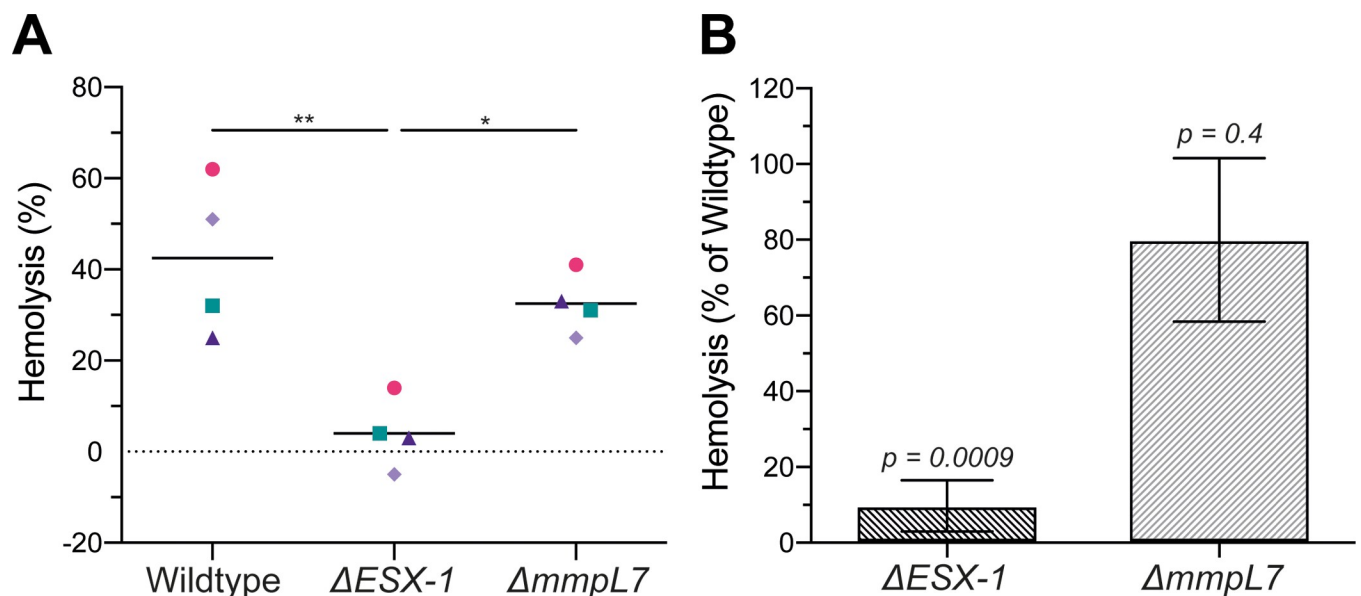 A
Hemolysis (%)
80
60
40
20
0
-20
**
*
Wildtype
ΔESX-1
ΔmmpL7
B
Hemolysis (% of Wildtype)
120
100
80
60
40
20
0
p = 0.0009
p = 0.4
ΔESX-1
ΔmmpL7